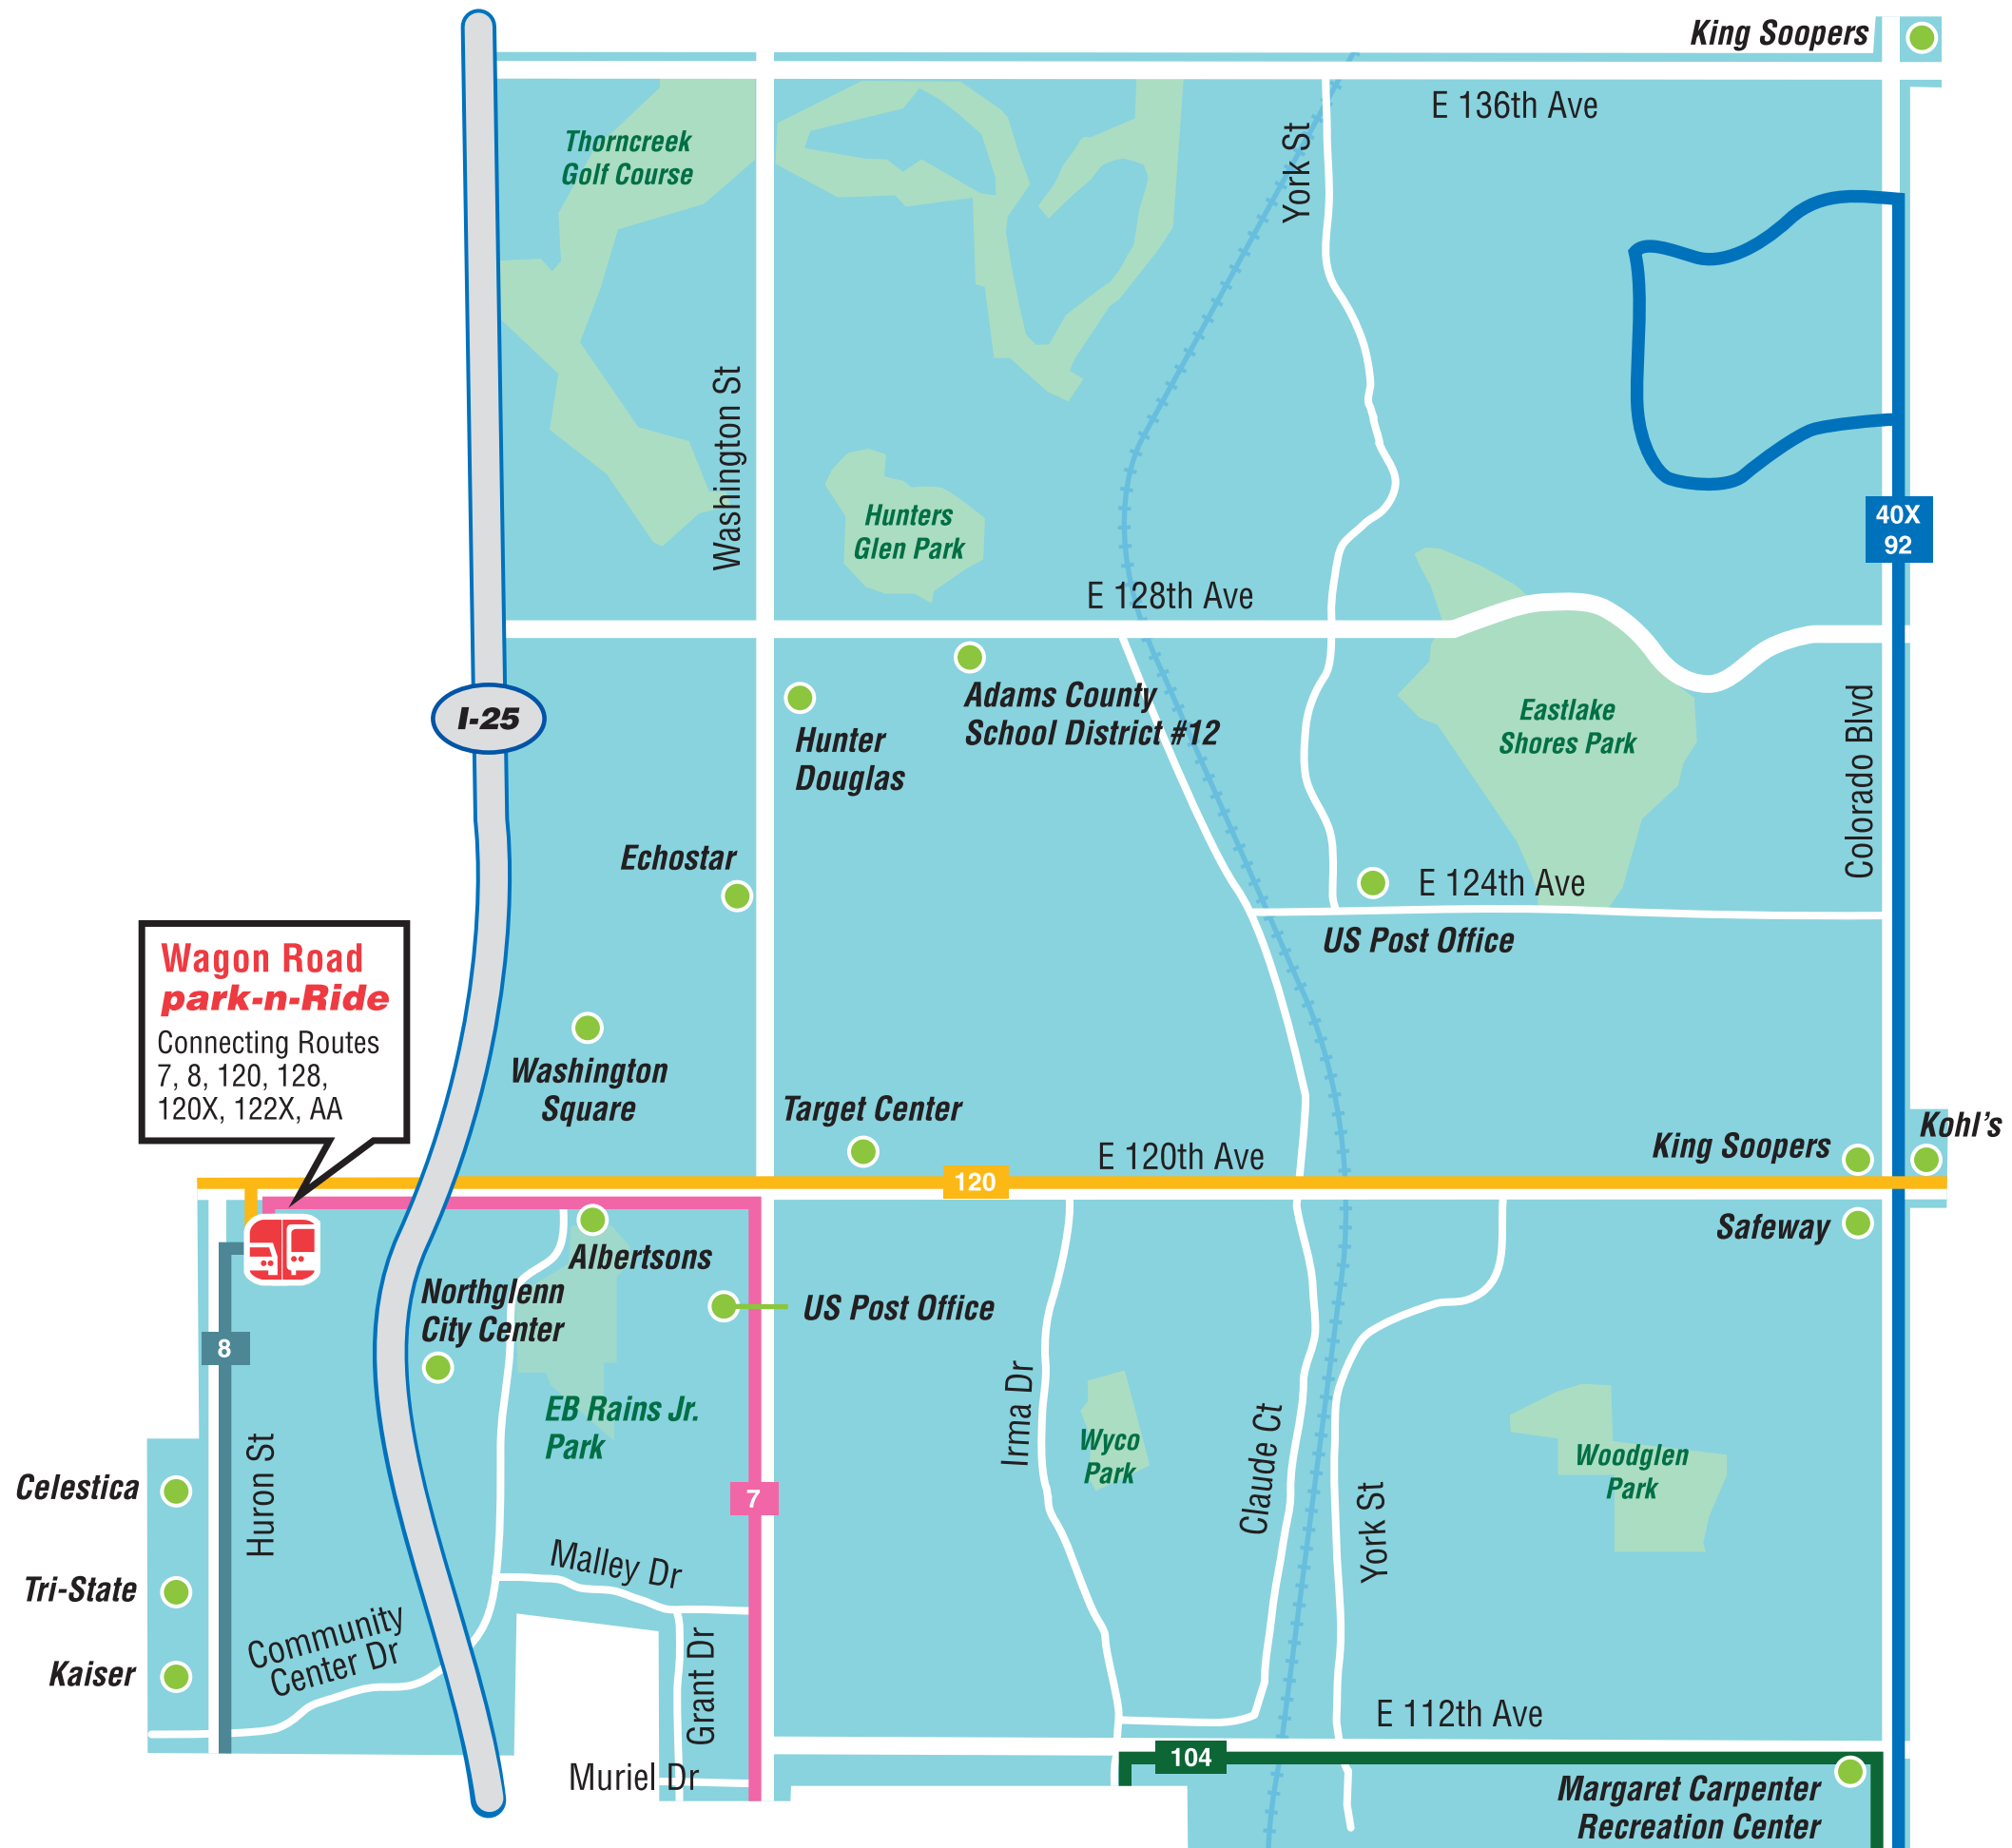 King Soopers
E 136th Ave
Thorncreek
Golf Course
York St
Washington St
Hunters
Glen Park
40X
92
E 128th Ave
Adams County
School District #12
I-25
Hunter
Douglas
Eastlake
Shores Park
Colorado Blvd
Echostar
E 124th Ave
US Post Office
Wagon Road
park-n-Ride
Connecting Routes
7, 8, 120, 128,
120X, 122X, AA
Washington
Square
Target Center
E 120th Ave
King Soopers
Kohl's
120
Safeway
Albertsons
Northglenn
City Center
US Post Office
8
EB Rains Jr.
Park
Irma Dr
Wyco
Park
Claude Ct
York St
Woodglen
Park
Celestica
Huron St
7
Malley Dr
Tri-State
Community
Center Dr
Kaiser
Grant Dr
E 112th Ave
Muriel Dr
104
Margaret Carpenter
Recreation Center